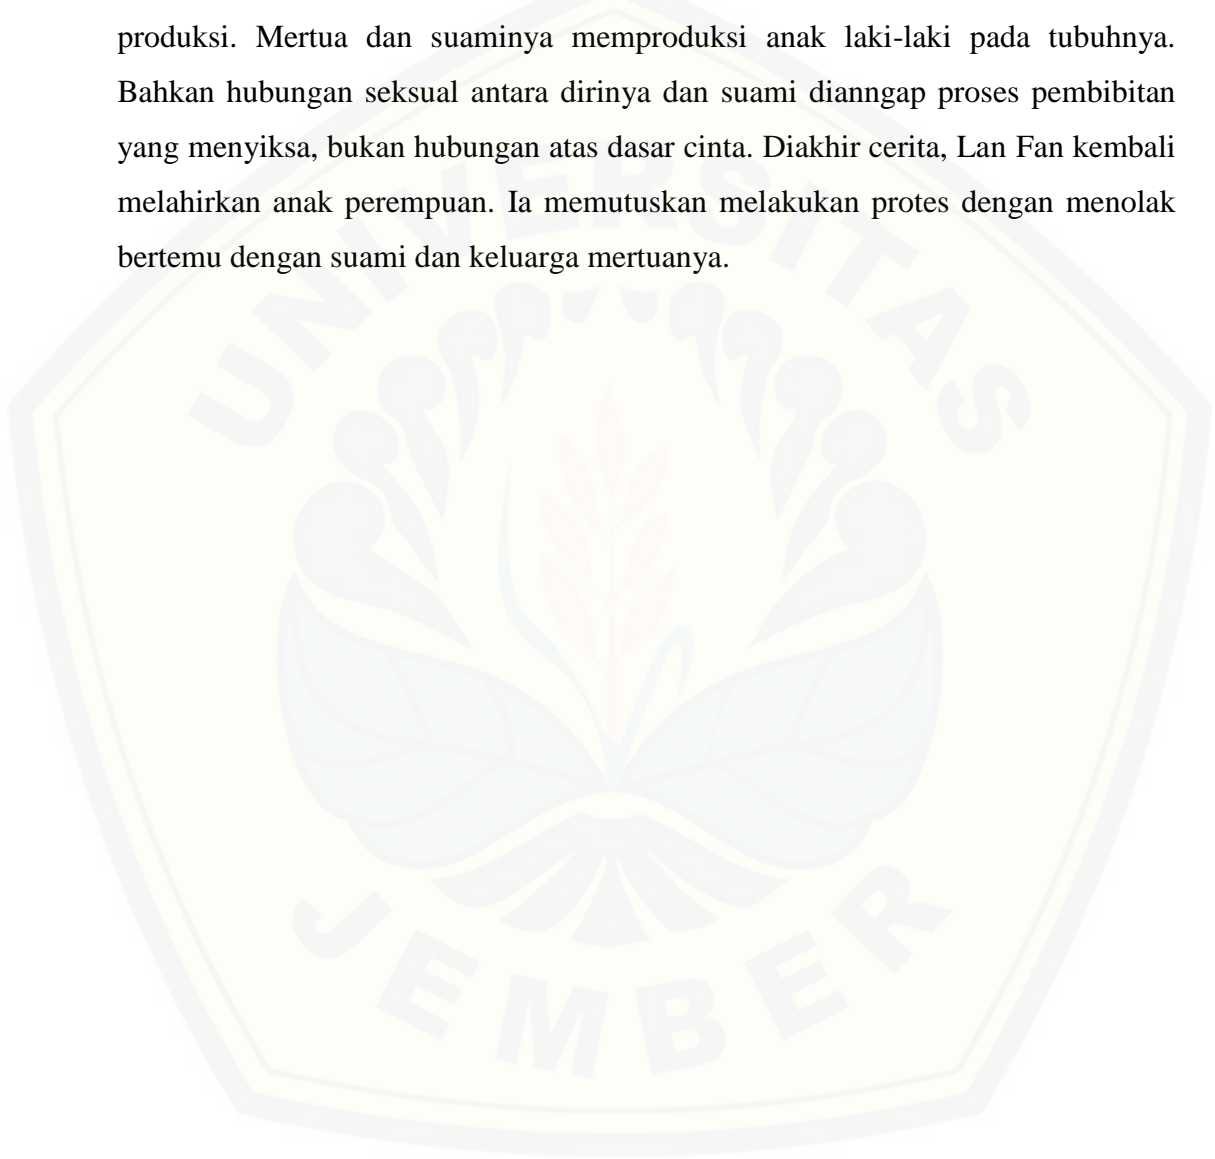 produksi. Mertua dan suaminya memproduksi anak laki-laki pada tubuhnya.
Bahkan hubungan seksual antara dirinya dan suami dianngap proses pembibitan
yang menyiksa, bukan hubungan atas dasar cinta. Diakhir cerita, Lan Fan kembali
melahirkan anak perempuan. Ia memutuskan melakukan protes dengan menolak
bertemu dengan suami dan keluarga mertuanya.
UNIVERSITAS
JEMBER